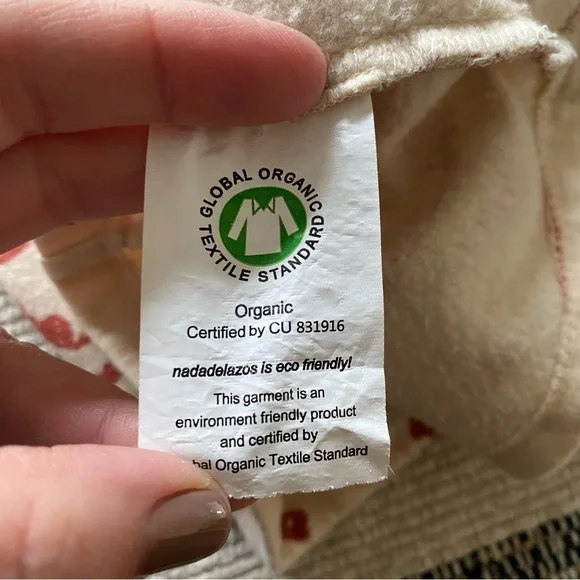 GLOBAL ORGANIC
TEXTILE STANDARD
Organic
Certified by CU 831916
nadadelazos is eco friendly!
This garment is an
environment friendly product
and certified by
Organic Textile Standard